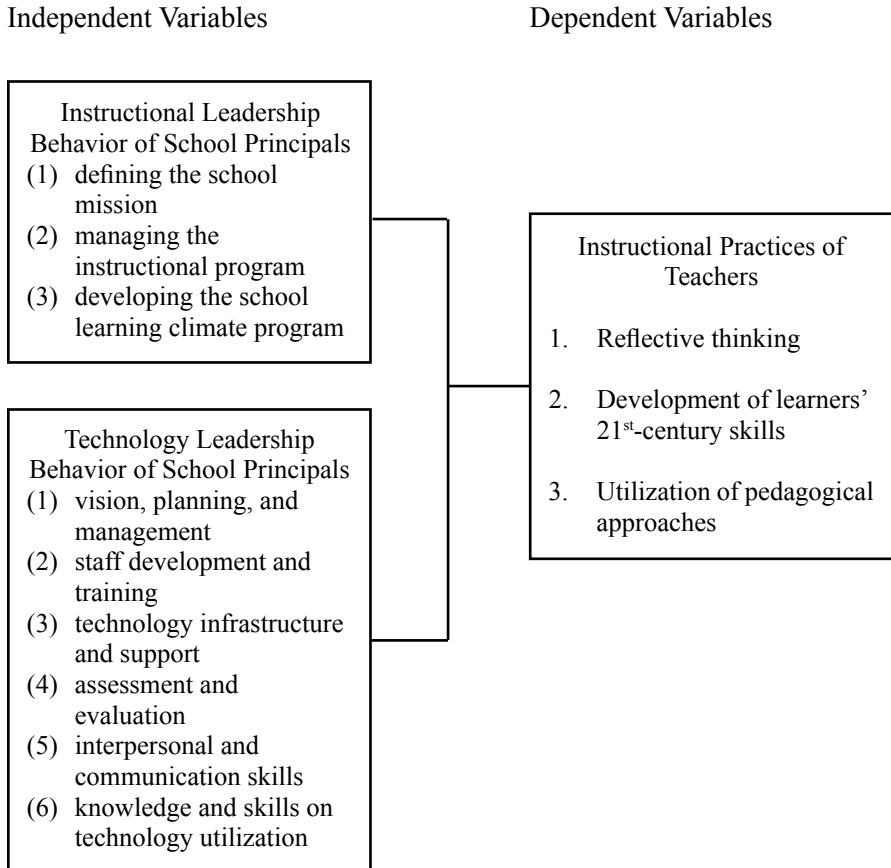 Independent Variables
Dependent Variables
Instructional Leadership
Behavior of School Principals
(1) defining the school
mission
(2) managing the
instructional program
(3) developing the school
learning climate program
Technology Leadership
Behavior of School Principals
(1) vision, planning, and
management
(2) staff development and
training
(3) technology infrastructure
and support
(4) assessment and
evaluation
(5) interpersonal and
communication skills
(6) knowledge and skills on
technology utilization
Instructional Practices of
Teachers
1. Reflective thinking
2. Development of learners’
21st-century skills
3. Utilization of pedagogical
approaches